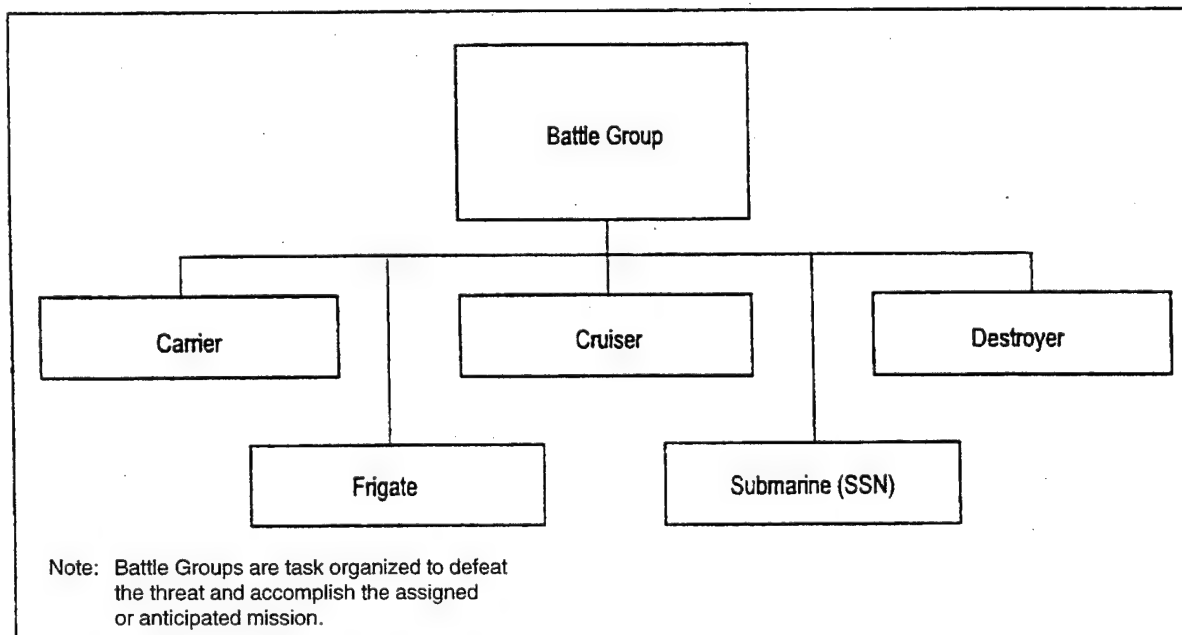 Battle Group
Carrier
Cruiser
Destroyer
Frigate
Submarine (SSN)
Note: Battle Groups are task organized to defeat
the threat and accomplish the assigned
or anticipated mission.